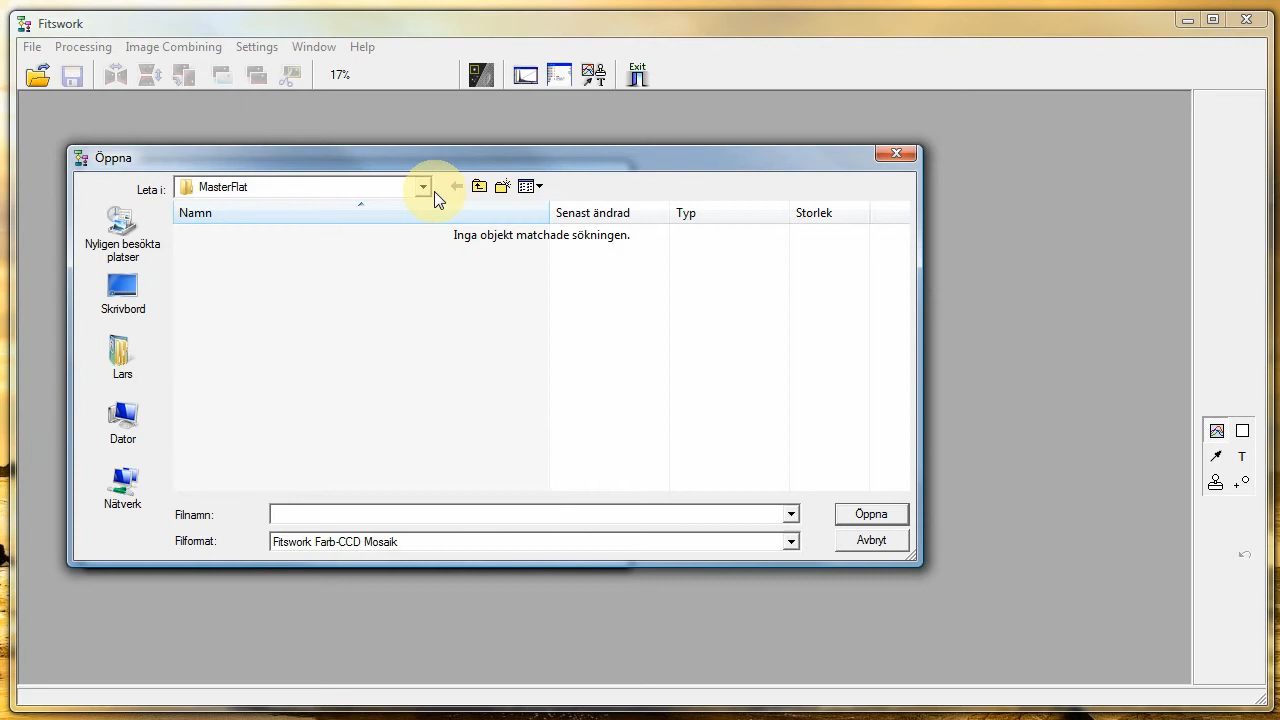 Fitswork
File Processing Image Combining Settings Window Help
17%
Exit
Öppna
Leta i: MasterFlat
Namn Senast ändrad Typ Storlek
Inga objekt matchade sökningen.
Nyligen besökta
platser
Skrivbord
Lars
Dator
Nätverk
Filnamn: Öppna
Filformat: Fitswork Farb-CCD Mosaik Avbryt
T